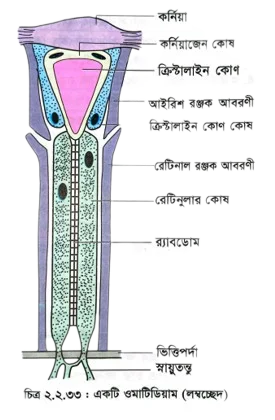 কর্নিয়া
কর্নিয়াজেন কোষ
ক্রিস্টালাইন কোণ
আইরিশ রঞ্জক আবরণী
ক্রিস্টালাইন কোণ কোষ
রেটিনাল রঞ্জক আবরণী
রেটিনুলার কোষ
র‍্যাবডোম
ভিত্তিপর্দা
স্নায়ুতন্তু
চিত্র ২.২.৩৩ : একটি ওমাটিডিয়াম (লম্বচ্ছেদ)